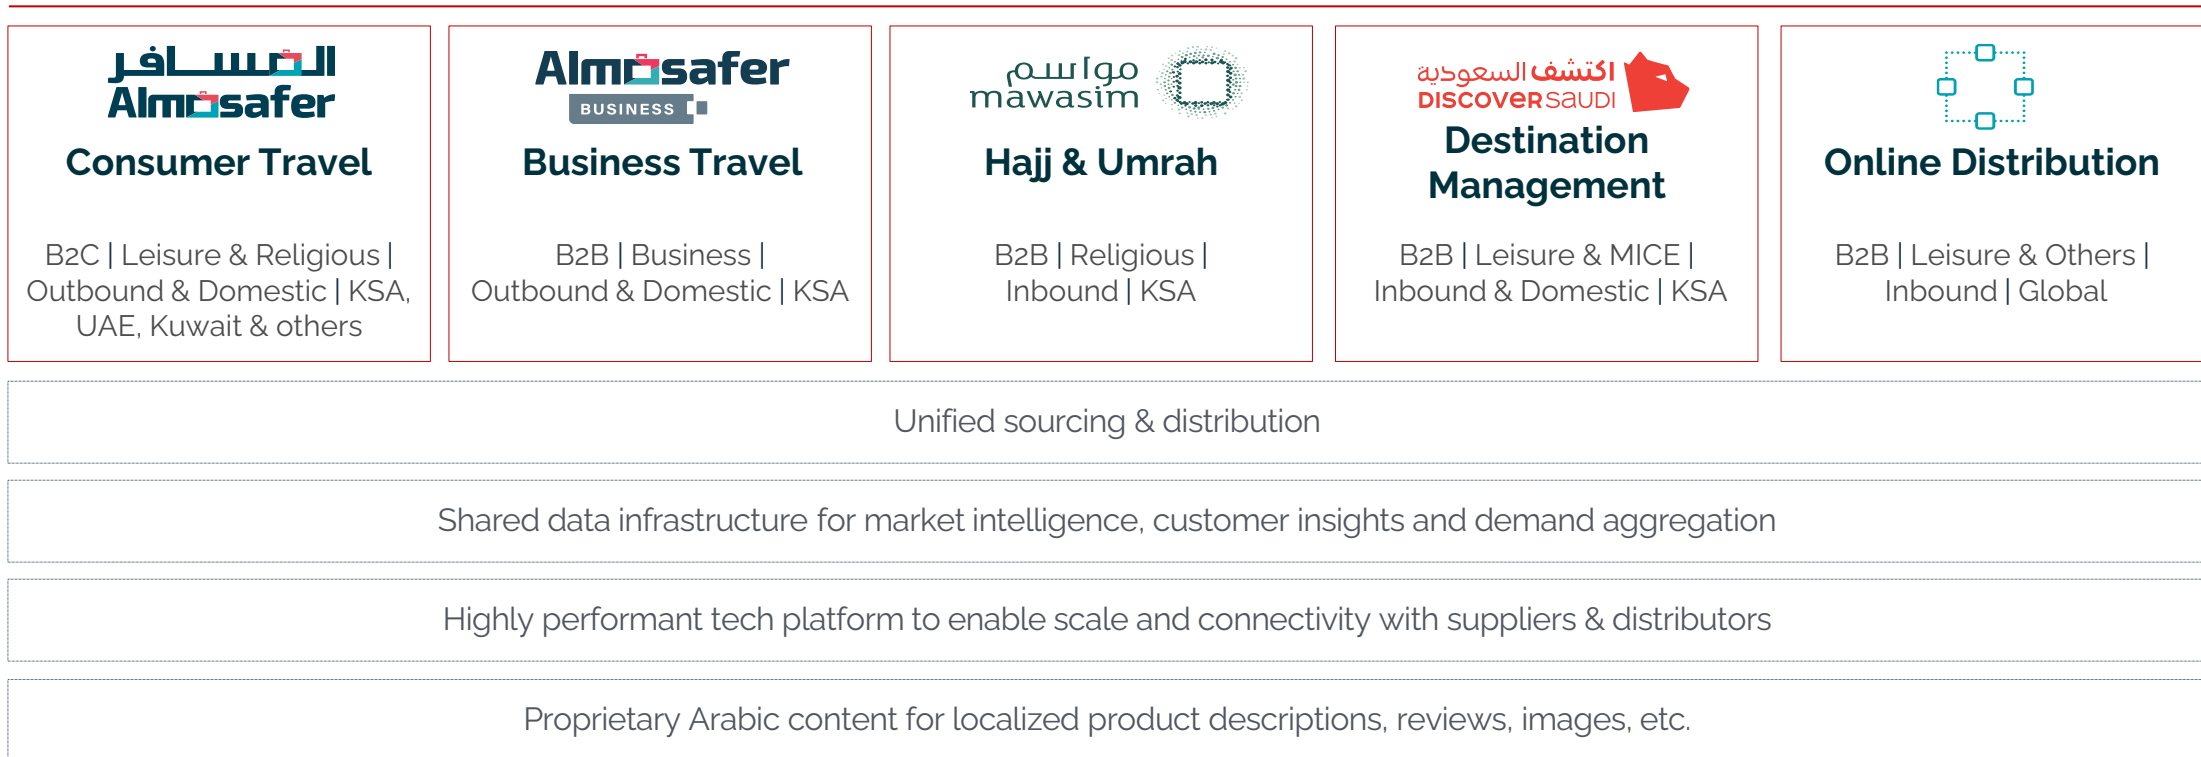 المسافر
Almosafer
Consumer Travel
B2C | Leisure & Religious |
Outbound & Domestic | KSA,
UAE, Kuwait & others
Almosafer
BUSINESS
Business Travel
B2B | Business |
Outbound & Domestic | KSA
مواسم
mawasim
Hajj & Umrah
B2B | Religious |
Inbound | KSA
اكتشف السعودية
DISCOVER SAUDI
Destination
Management
B2B | Leisure & MICE |
Inbound & Domestic | KSA
Online Distribution
B2B | Leisure & Others |
Inbound | Global
Unified sourcing & distribution
Shared data infrastructure for market intelligence, customer insights and demand aggregation
Highly performant tech platform to enable scale and connectivity with suppliers & distributors
Proprietary Arabic content for localized product descriptions, reviews, images, etc.